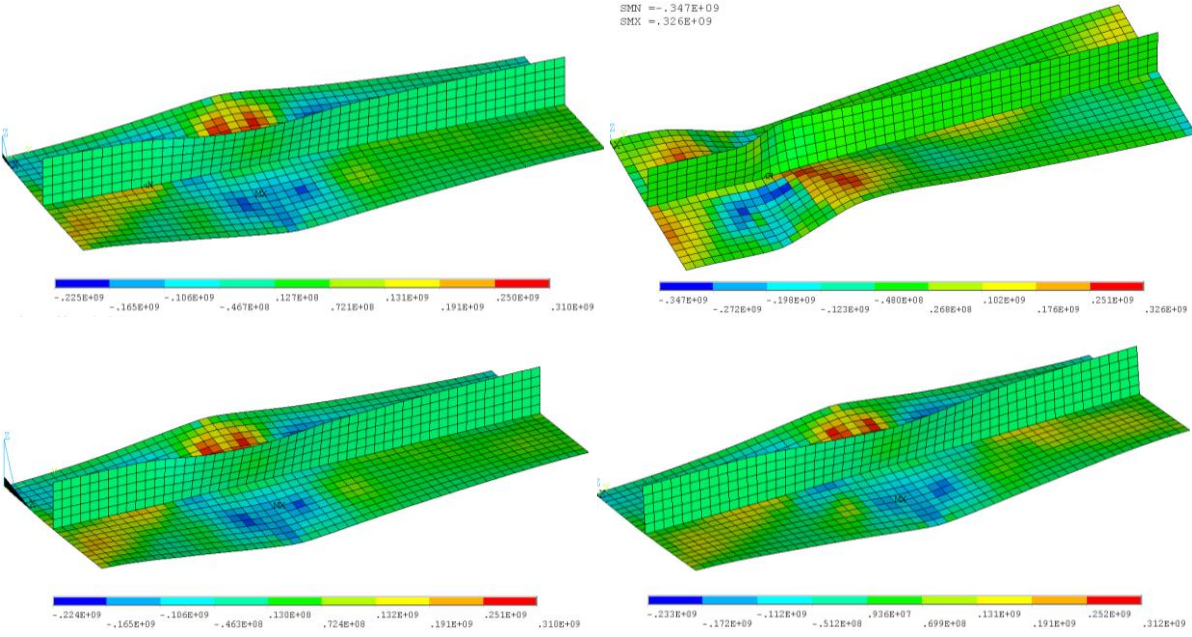 SMN =-.347E+09
SMX =.326E+09
MX
-.225E+09 -.106E+09 .127E+08 .131E+09 .250E+09
-.165E+09 -.467E+08 .721E+08 .191E+09 .310E+09
-.347E+09 -.198E+09 -.480E+08 .102E+09 .251E+09
-.272E+09 -.123E+09 .268E+08 .176E+09 .326E+09
MX
MX
-.224E+09 -.106E+09 .130E+08 .132E+09 .251E+09
-.165E+09 -.463E+08 .724E+08 .191E+09 .310E+09
-.233E+09 -.112E+09 .936E+07 .131E+09 .252E+09
-.172E+09 -.512E+08 .699E+08 .191E+09 .312E+09